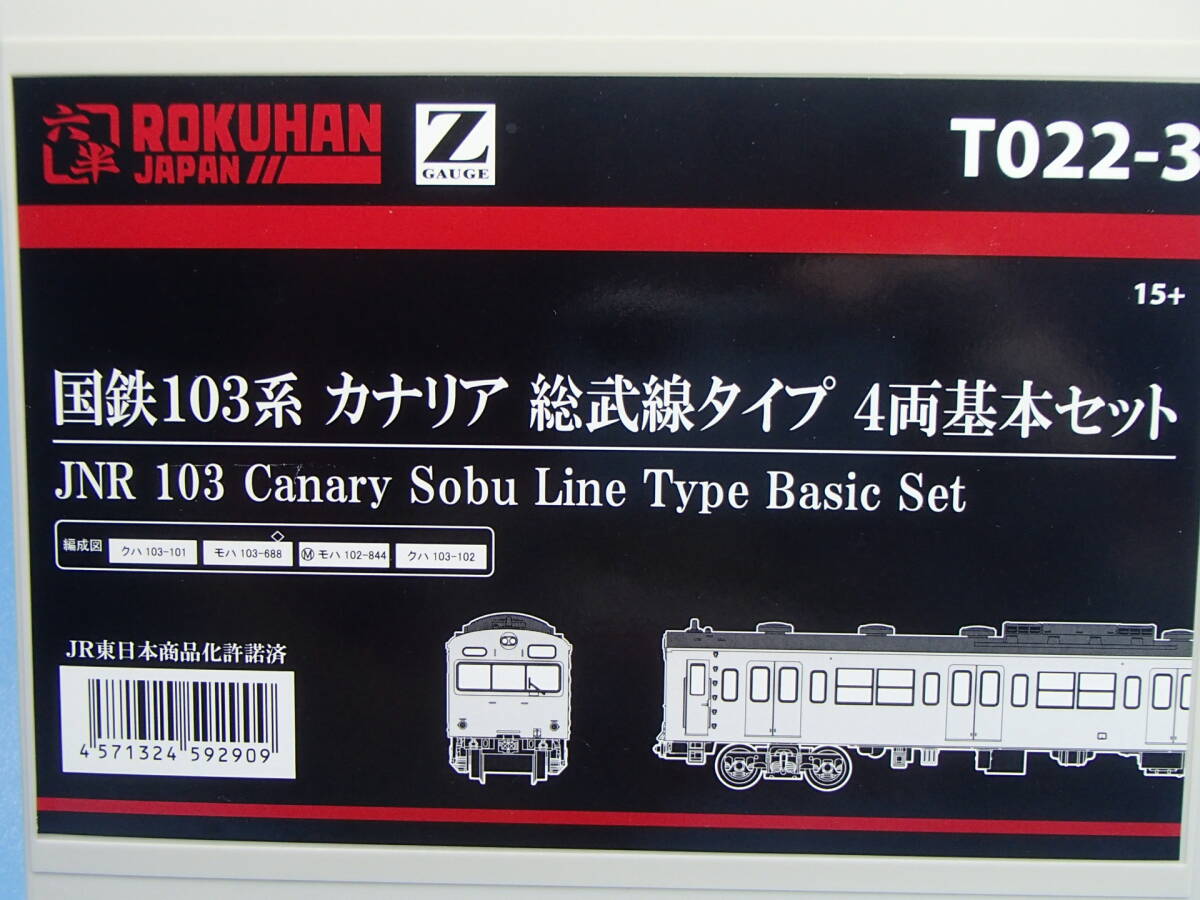 六半 ROKUHAN
JAPAN
Z
GAUGE
T022-3
15+
国鉄103系 カナリア 総武線タイプ 4両基本セット
JNR 103 Canary Sobu Line Type Basic Set
編成図 クハ 103-101 モハ 103-688 Ⓜ モハ 102-844 クハ 103-102
JR東日本商品化許諾済
4 571324 592909